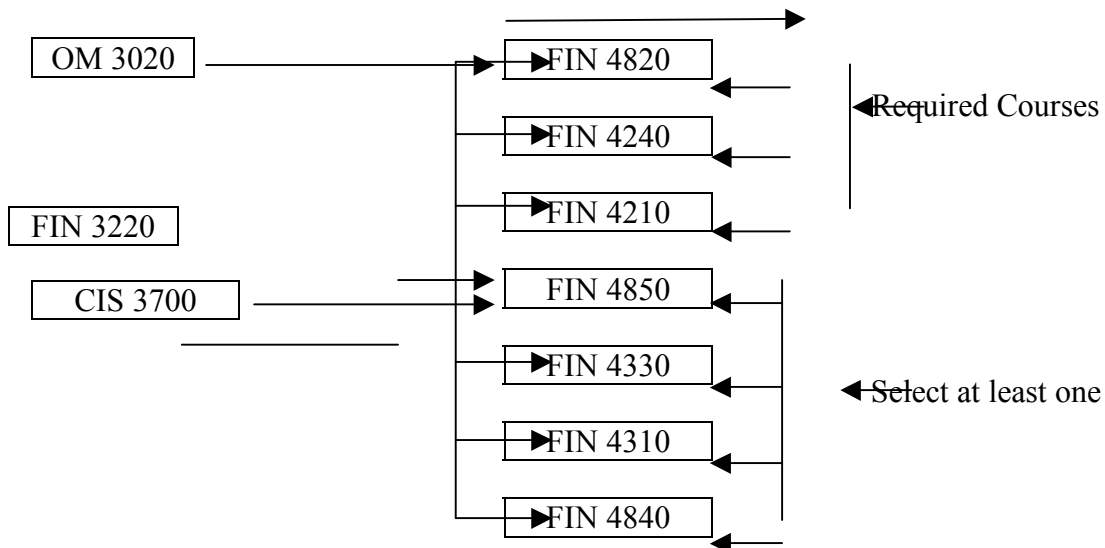 OM 3020
FIN 4820
Required Courses
FIN 4240
FIN 4210
FIN 3220
FIN 4850
CIS 3700
FIN 4330
Select at least one
FIN 4310
FIN 4840